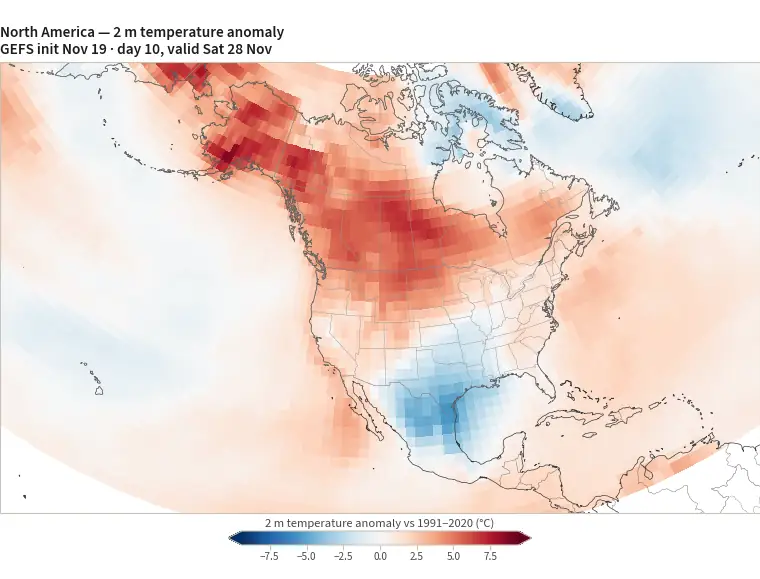 North America — 2 m temperature anomaly
GEFS init Nov 19 · day 10, valid Sat 28 Nov
2 m temperature anomaly vs 1991–2020 (°C)
−7.5 −5.0 −2.5 0.0 2.5 5.0 7.5